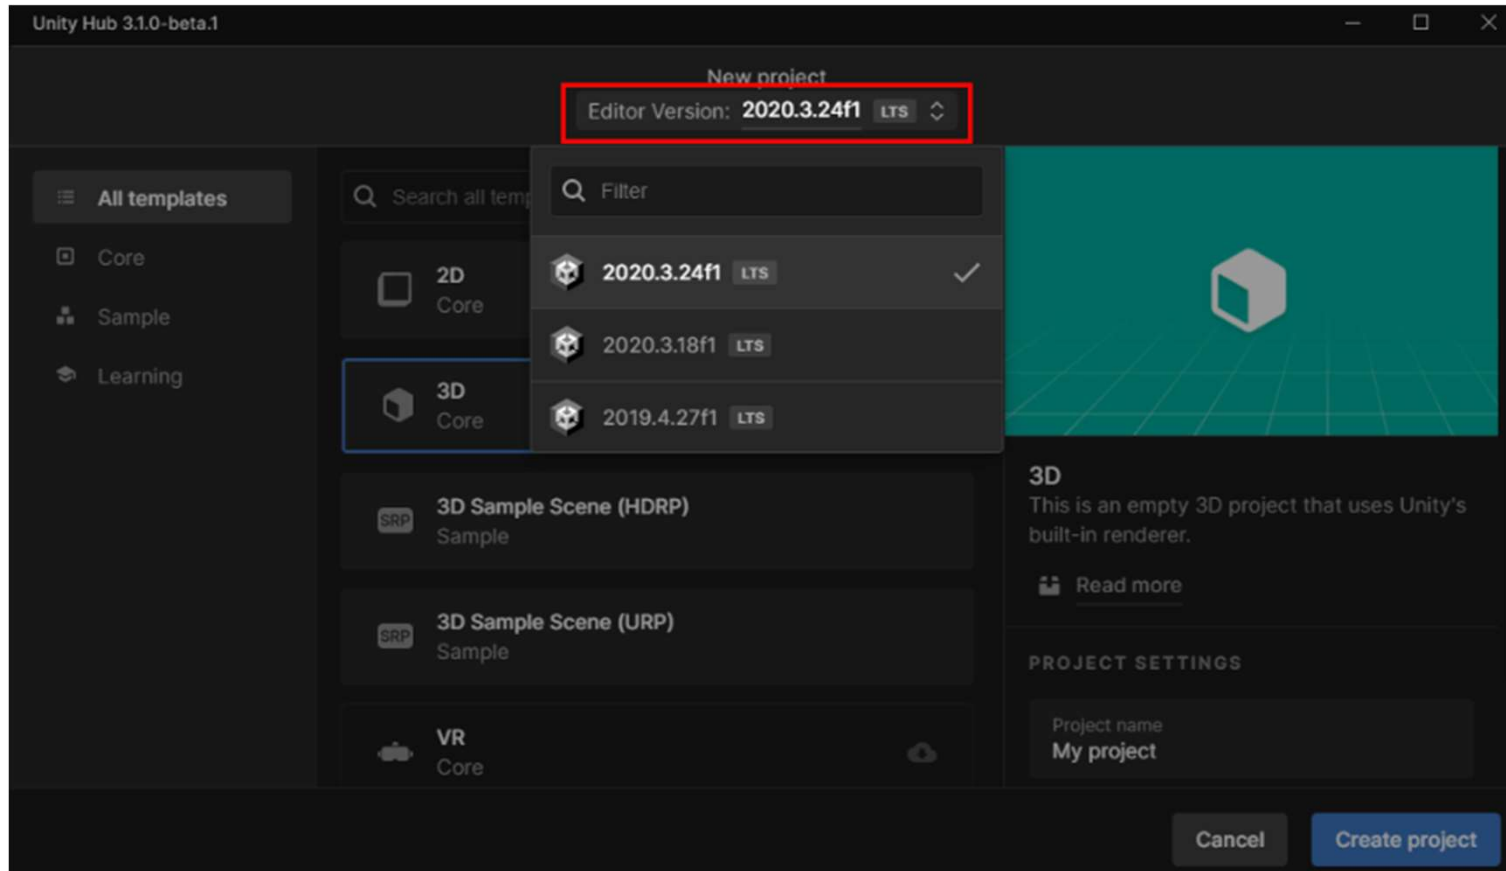 Unity Hub 3.1.0-beta.1
New project
Editor Version: 2020.3.24f1 LTS
All templates
Core
Sample
Learning
Search all temp
Filter
2020.3.24f1 LTS
2020.3.18f1 LTS
2019.4.27f1 LTS
2D
Core
3D
Core
SRP
3D Sample Scene (HDRP)
Sample
SRP
3D Sample Scene (URP)
Sample
VR
Core
3D
This is an empty 3D project that uses Unity's
built-in renderer.
Read more
PROJECT SETTINGS
Project name
My project
Cancel
Create project